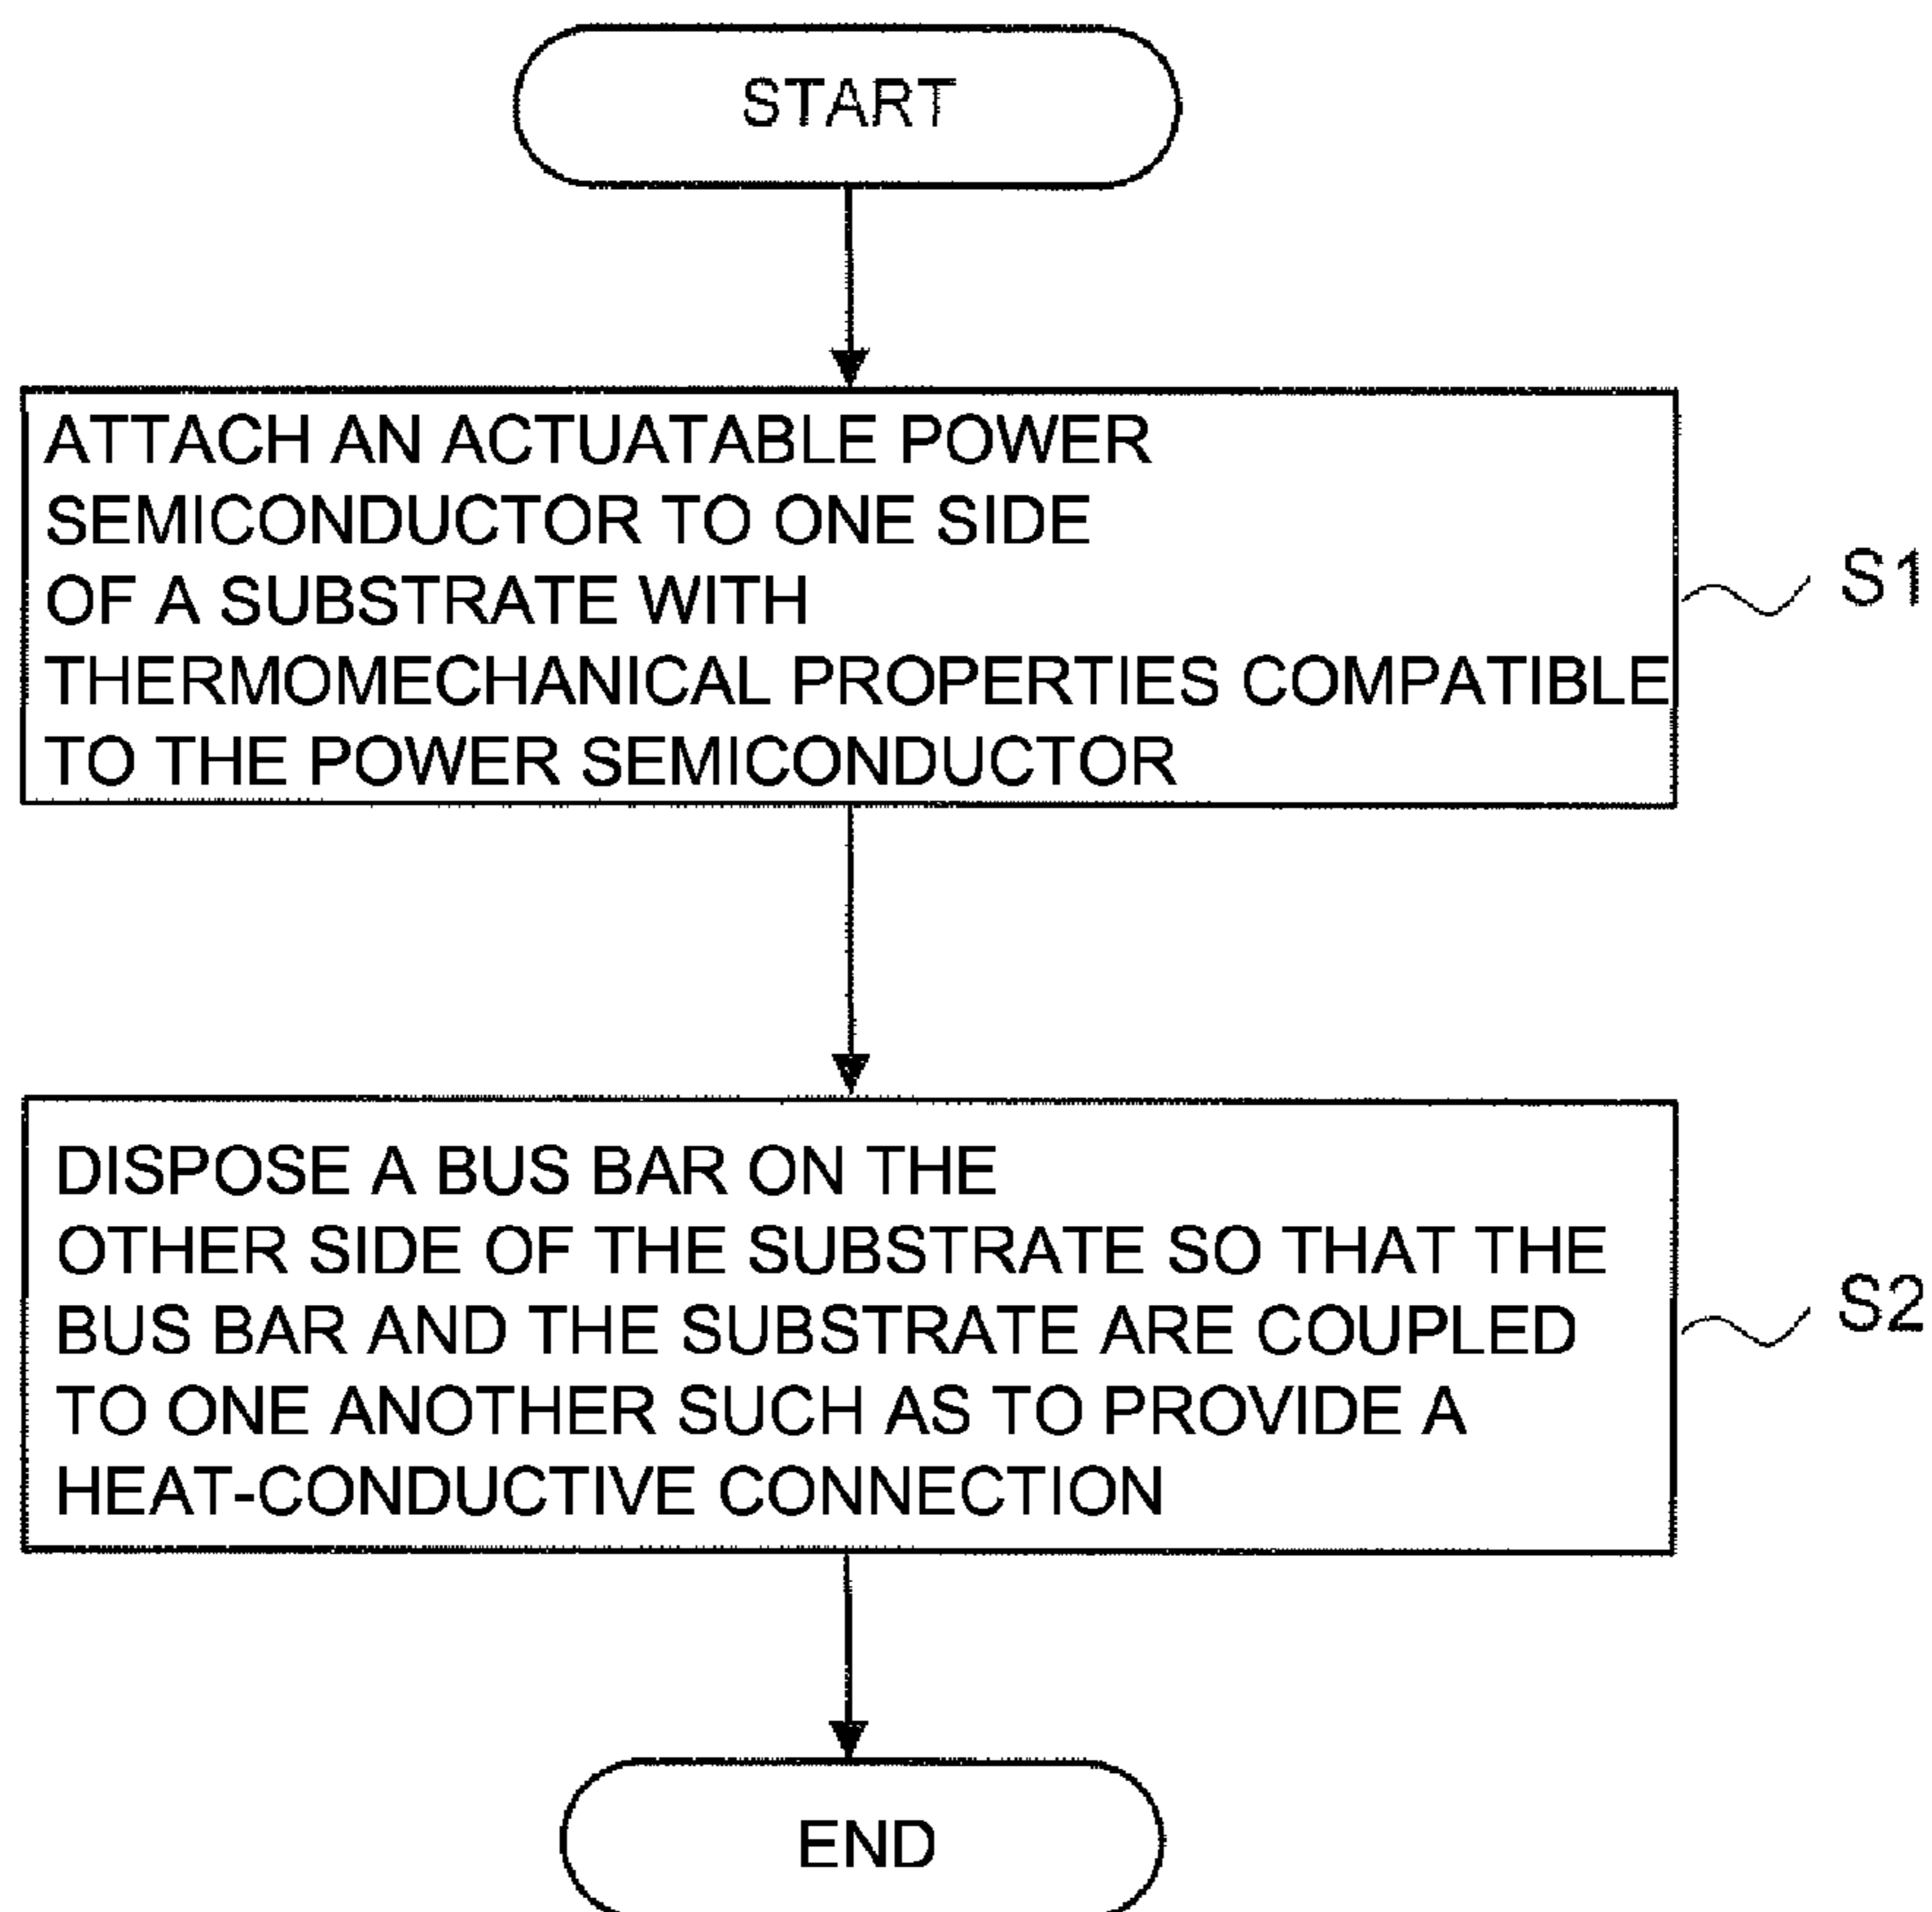 START
ATTACH AN ACTUATABLE POWER
SEMICONDUCTOR TO ONE SIDE
OF A SUBSTRATE WITH
THERMOMECHANICAL PROPERTIES COMPATIBLE
TO THE POWER SEMICONDUCTOR
S1
DISPOSE A BUS BAR ON THE
OTHER SIDE OF THE SUBSTRATE SO THAT THE
BUS BAR AND THE SUBSTRATE ARE COUPLED
TO ONE ANOTHER SUCH AS TO PROVIDE A
HEAT-CONDUCTIVE CONNECTION
S2
END